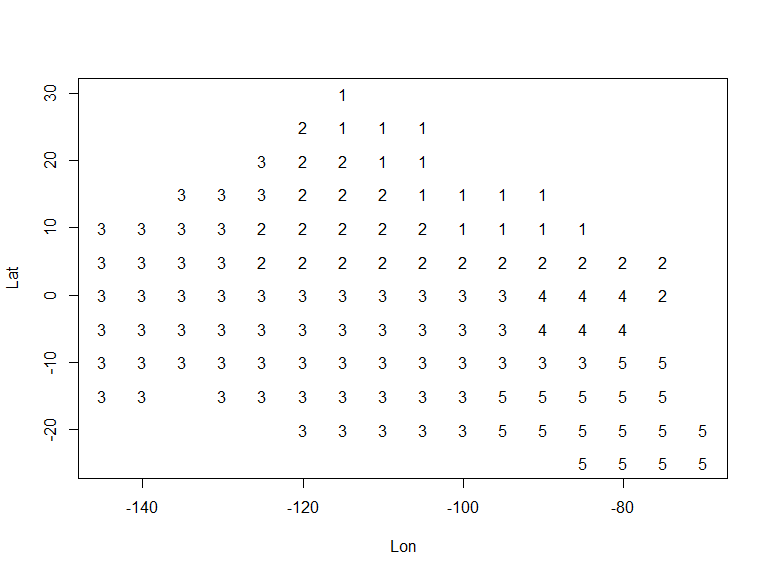 30 1
2 1 1 1
20 3 2 2 1 1
3 3 3 2 2 2 1 1 1 1
10 3 3 3 3 2 2 2 2 2 1 1 1 1
3 3 3 3 2 2 2 2 2 2 2 2 2 2 2
0 3 3 3 3 3 3 3 3 3 3 3 4 4 4 2
3 3 3 3 3 3 3 3 3 3 3 4 4 4
-10 3 3 3 3 3 3 3 3 3 3 3 3 3 5 5
3 3 3 3 3 3 3 3 3 5 5 5 5 5
-20 3 3 3 3 3 5 5 5 5 5 5
5 5 5 5
-140 -120 -100 -80
Lon
Lat